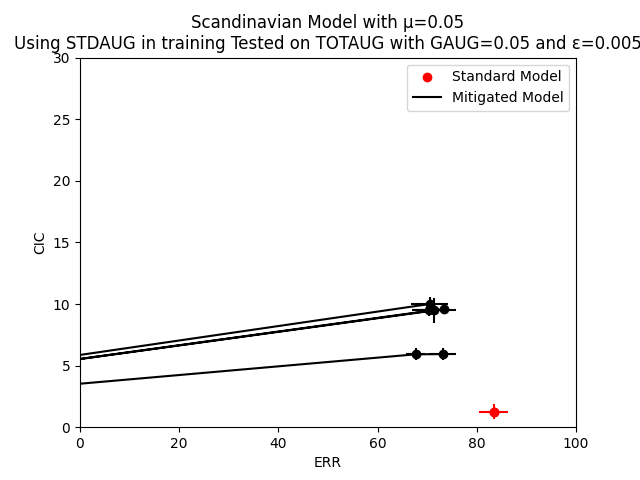 Scandinavian Model with μ=0.05
Using STDAUG in training Tested on TOTAUG with GAUG=0.05 and ε=0.005
30
25
20
15
10
5
0
CIC
Standard Model
Mitigated Model
0 20 40 60 80 100
ERR